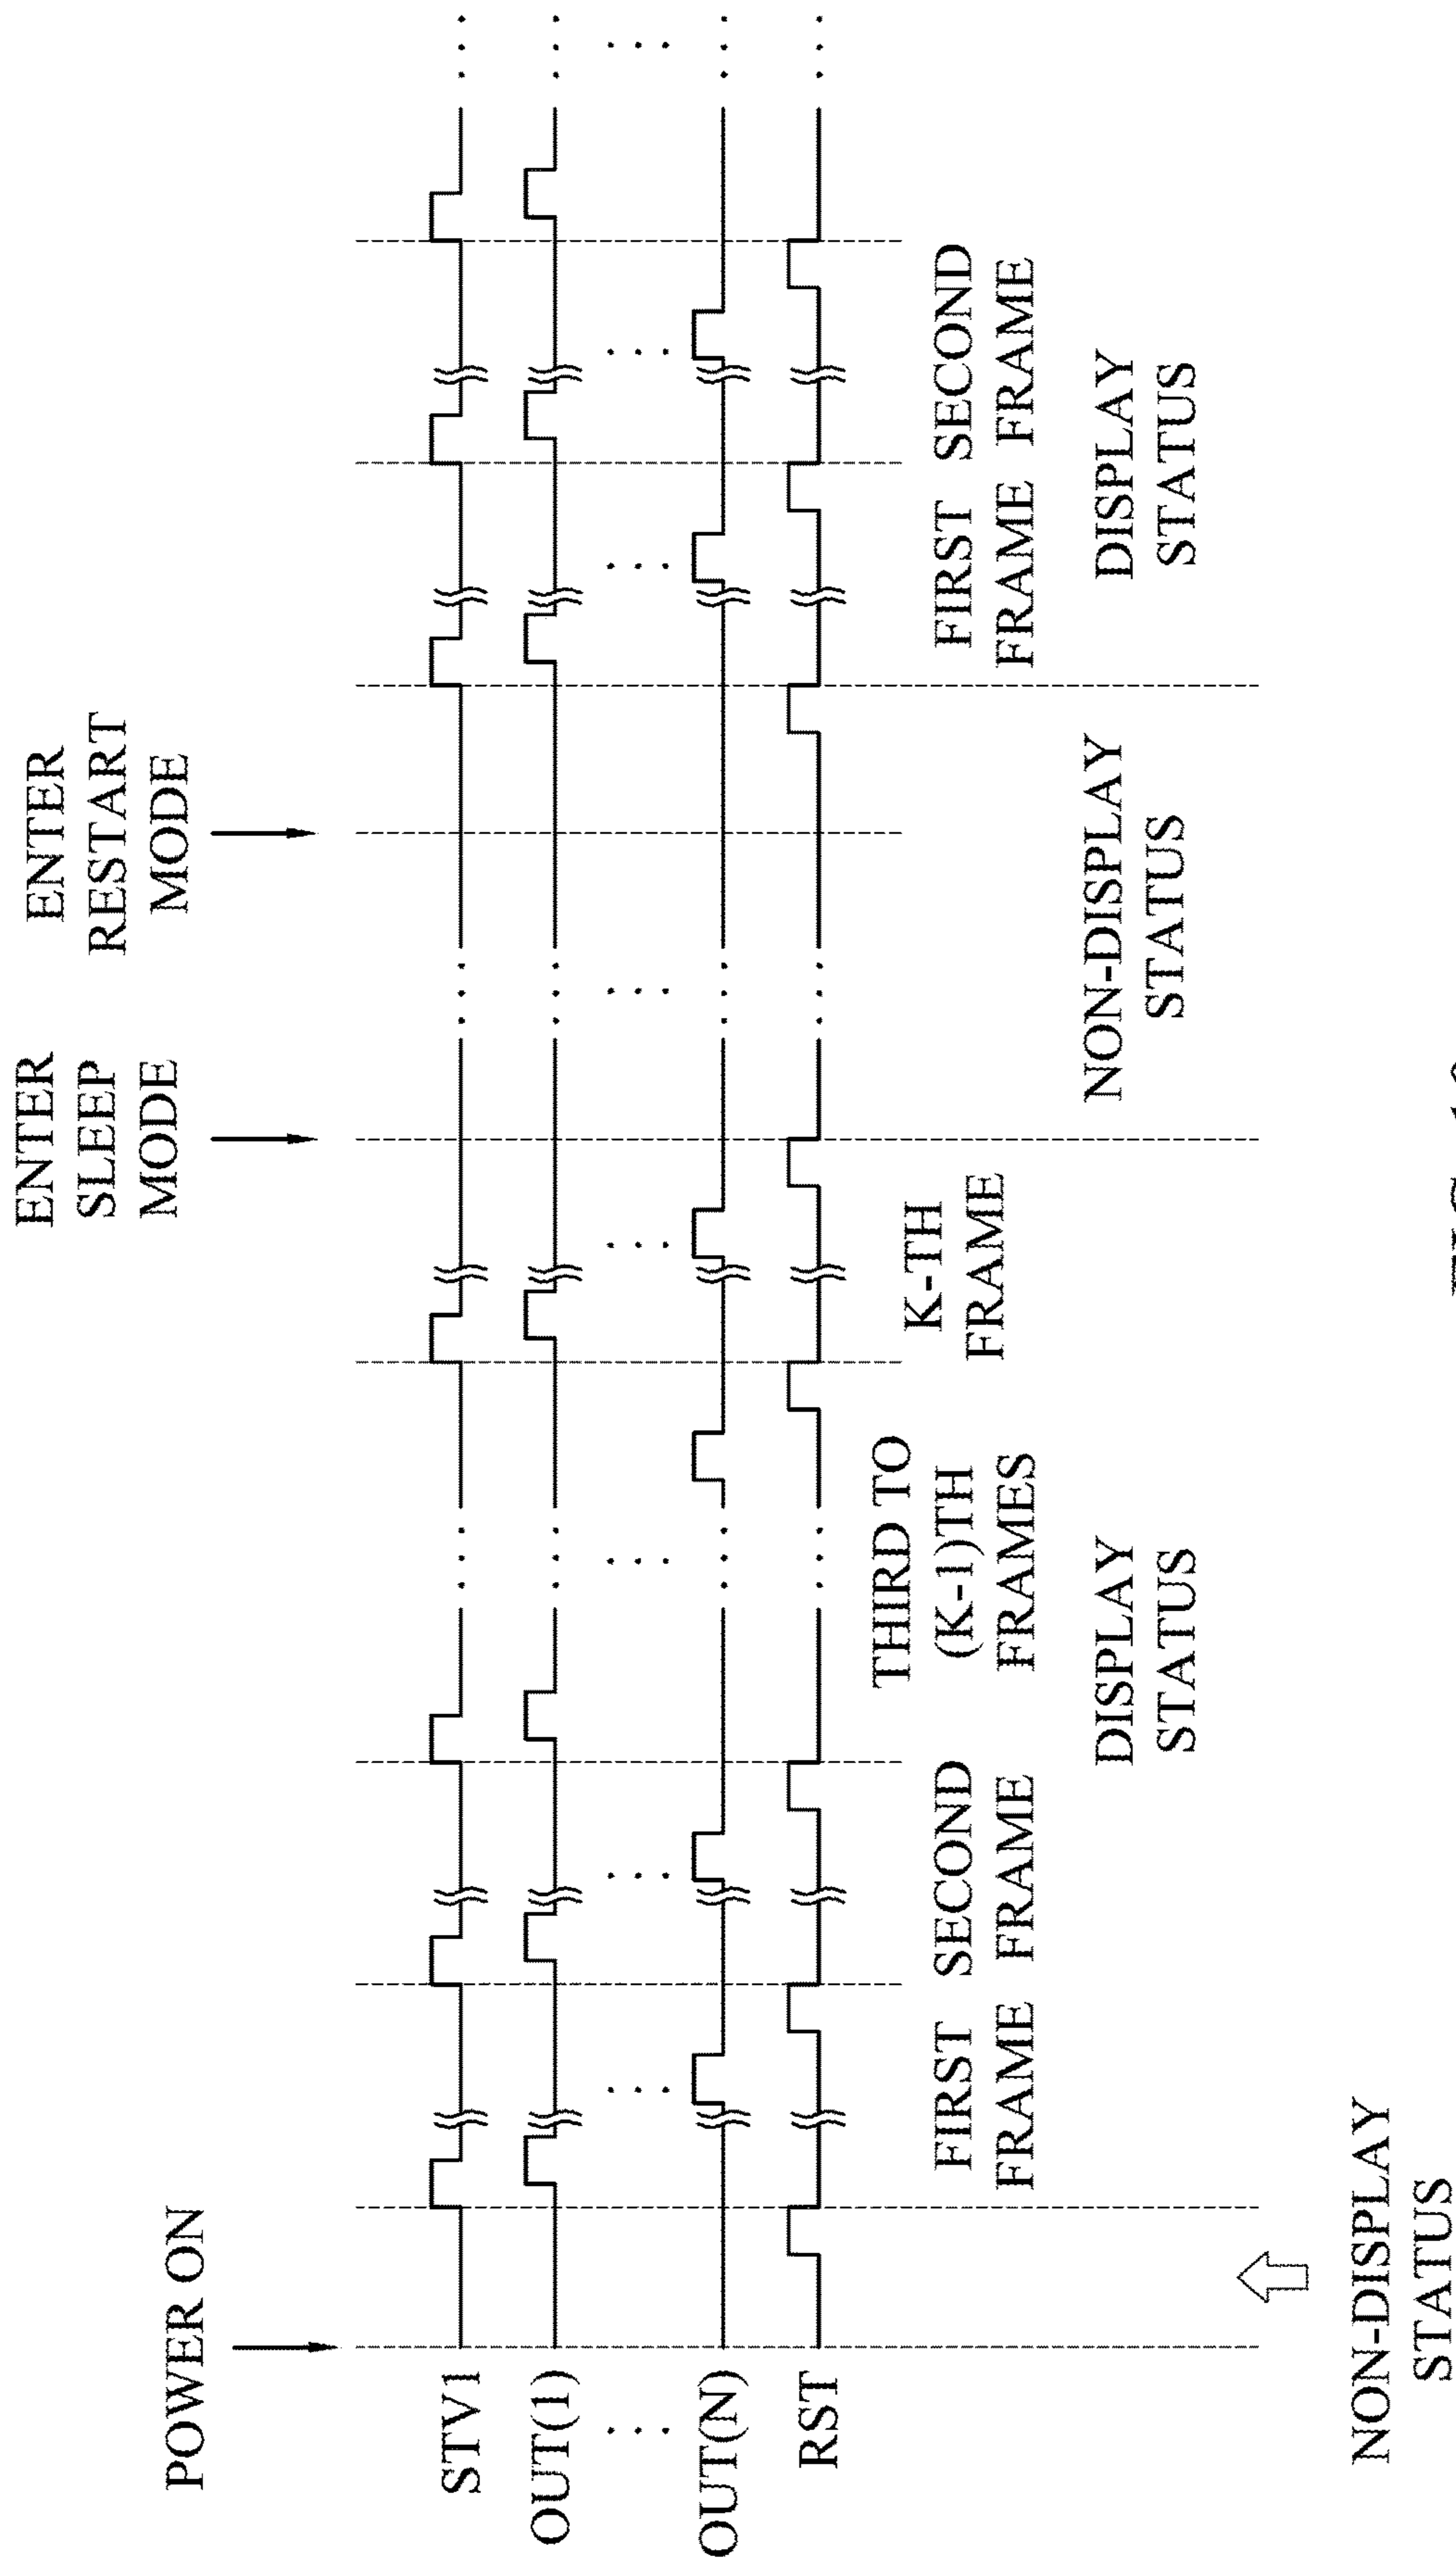 POWER ON
ENTER
SLEEP
MODE
ENTER
RESTART
MODE
STV1
OUT(1)
OUT(N)
RST
FIRST
FRAME
SECOND
FRAME
THIRD TO
(K-1)TH
FRAMES
K-TH
FRAME
FIRST
FRAME
SECOND
FRAME
DISPLAY
STATUS
NON-DISPLAY
STATUS
DISPLAY
STATUS
NON-DISPLAY
STATUS